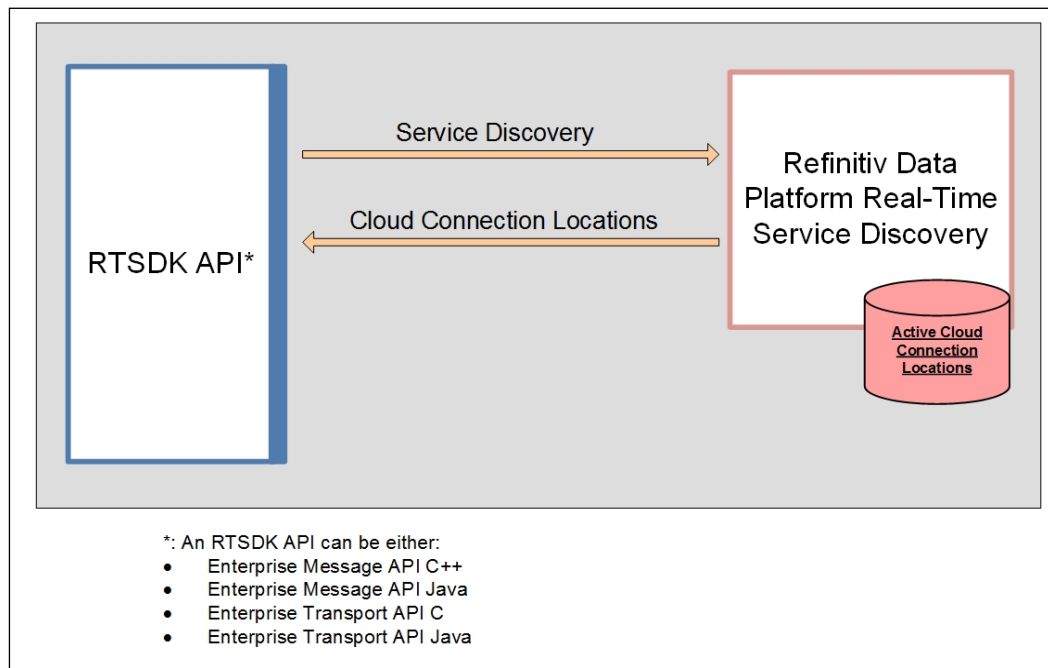 Service Discovery
Cloud Connection Locations
RTSDK API*
Refinitiv Data
Platform Real-Time
Service Discovery
Active Cloud
Connection
Locations
*: An RTSDK API can be either:
• Enterprise Message API C++
• Enterprise Message API Java
• Enterprise Transport API C
• Enterprise Transport API Java